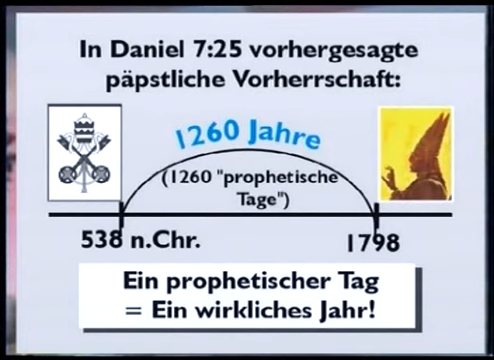 In Daniel 7:25 vorhergesagte
päpstliche Vorherrschaft:
1260 Jahre
(1260 "prophetische
Tage")
538 n.Chr.
1798
Ein prophetischer Tag
= Ein wirkliches Jahr!